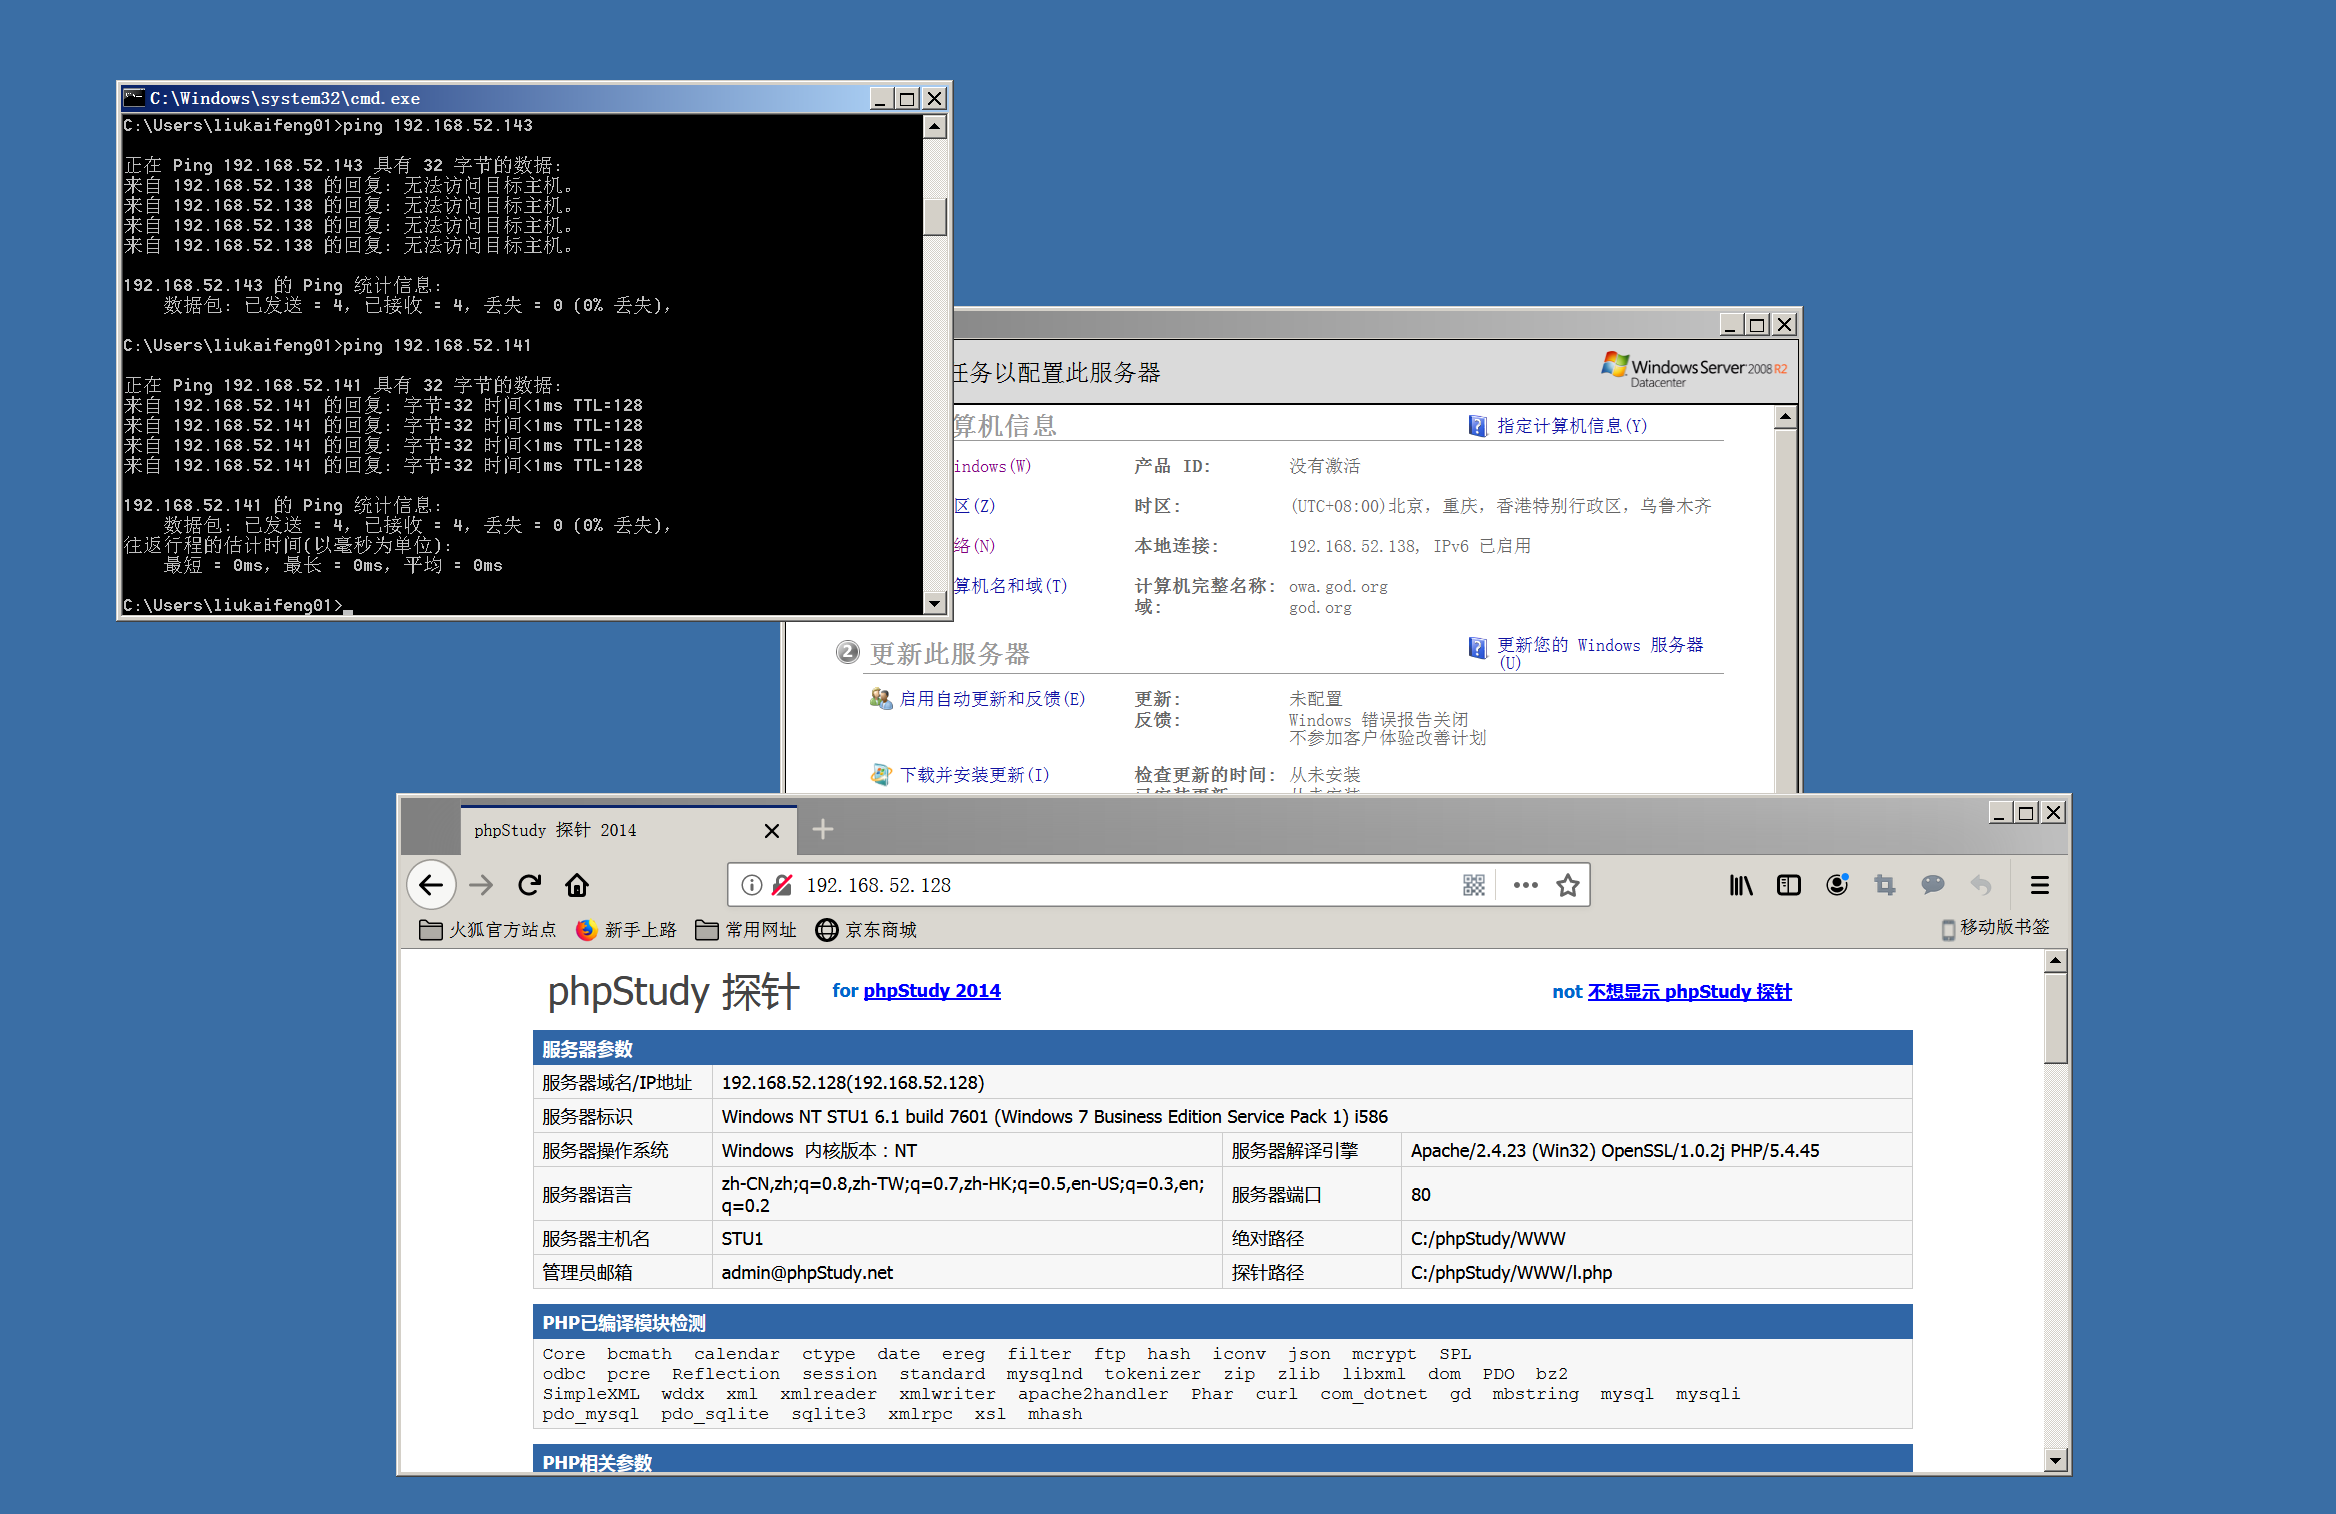 C:\Windows\system32\cmd.exe
C:\Users\liukaifeng01>ping 192.168.52.143
正在 Ping 192.168.52.143 具有 32 字节的数据:
来自 192.168.52.138 的回复: 无法访问目标主机。
来自 192.168.52.138 的回复: 无法访问目标主机。
来自 192.168.52.138 的回复: 无法访问目标主机。
来自 192.168.52.138 的回复: 无法访问目标主机。
192.168.52.143 的 Ping 统计信息:
数据包: 已发送 = 4，已接收 = 4，丢失 = 0 (0% 丢失)，
C:\Users\liukaifeng01>ping 192.168.52.141
正在 Ping 192.168.52.141 具有 32 字节的数据:
来自 192.168.52.141 的回复: 字节=32 时间<1ms TTL=128
来自 192.168.52.141 的回复: 字节=32 时间<1ms TTL=128
来自 192.168.52.141 的回复: 字节=32 时间<1ms TTL=128
来自 192.168.52.141 的回复: 字节=32 时间<1ms TTL=128
192.168.52.141 的 Ping 统计信息:
数据包: 已发送 = 4，已接收 = 4，丢失 = 0 (0% 丢失)，
往返行程的估计时间(以毫秒为单位):
最短 = 0ms，最长 = 0ms，平均 = 0ms
C:\Users\liukaifeng01>
任务以配置此服务器
Windows Server 2008 R2
Datacenter
算机信息 指定计算机信息(Y)
indows(W) 产品 ID: 没有激活
区(Z) 时区: (UTC+08:00)北京，重庆，香港特别行政区，乌鲁木齐
络(N) 本地连接: 192.168.52.138, IPv6 已启用
算机名和域(T) 计算机完整名称: owa.god.org
域: god.org
2 更新此服务器 更新您的 Windows 服务器
(U)
启用自动更新和反馈(E) 更新: 未配置
反馈: Windows 错误报告关闭
不参加客户体验改善计划
下载并安装更新(I) 检查更新的时间: 从未安装
phpStudy 探针 2014
192.168.52.128
火狐官方站点 新手上路 常用网址 京东商城 移动版书签
phpStudy 探针 for phpStudy 2014 not 不想显示 phpStudy 探针
服务器参数
服务器域名/IP地址 192.168.52.128(192.168.52.128)
服务器标识 Windows NT STU1 6.1 build 7601 (Windows 7 Business Edition Service Pack 1) i586
服务器操作系统 Windows 内核版本：NT 服务器解译引擎 Apache/2.4.23 (Win32) OpenSSL/1.0.2j PHP/5.4.45
服务器语言 zh-CN,zh;q=0.8,zh-TW;q=0.7,zh-HK;q=0.5,en-US;q=0.3,en;
q=0.2 服务器端口 80
服务器主机名 STU1 绝对路径 C:/phpStudy/WWW
管理员邮箱 admin@phpStudy.net 探针路径 C:/phpStudy/WWW/l.php
PHP已编译模块检测
Core bcmath calendar ctype date ereg filter ftp hash iconv json mcrypt SPL
odbc pcre Reflection session standard mysqlnd tokenizer zip zlib libxml dom PDO bz2
SimpleXML wddx xml xmlreader xmlwriter apache2handler Phar curl com_dotnet gd mbstring mysql mysqli
pdo_mysql pdo_sqlite sqlite3 xmlrpc xsl mhash
PHP相关参数